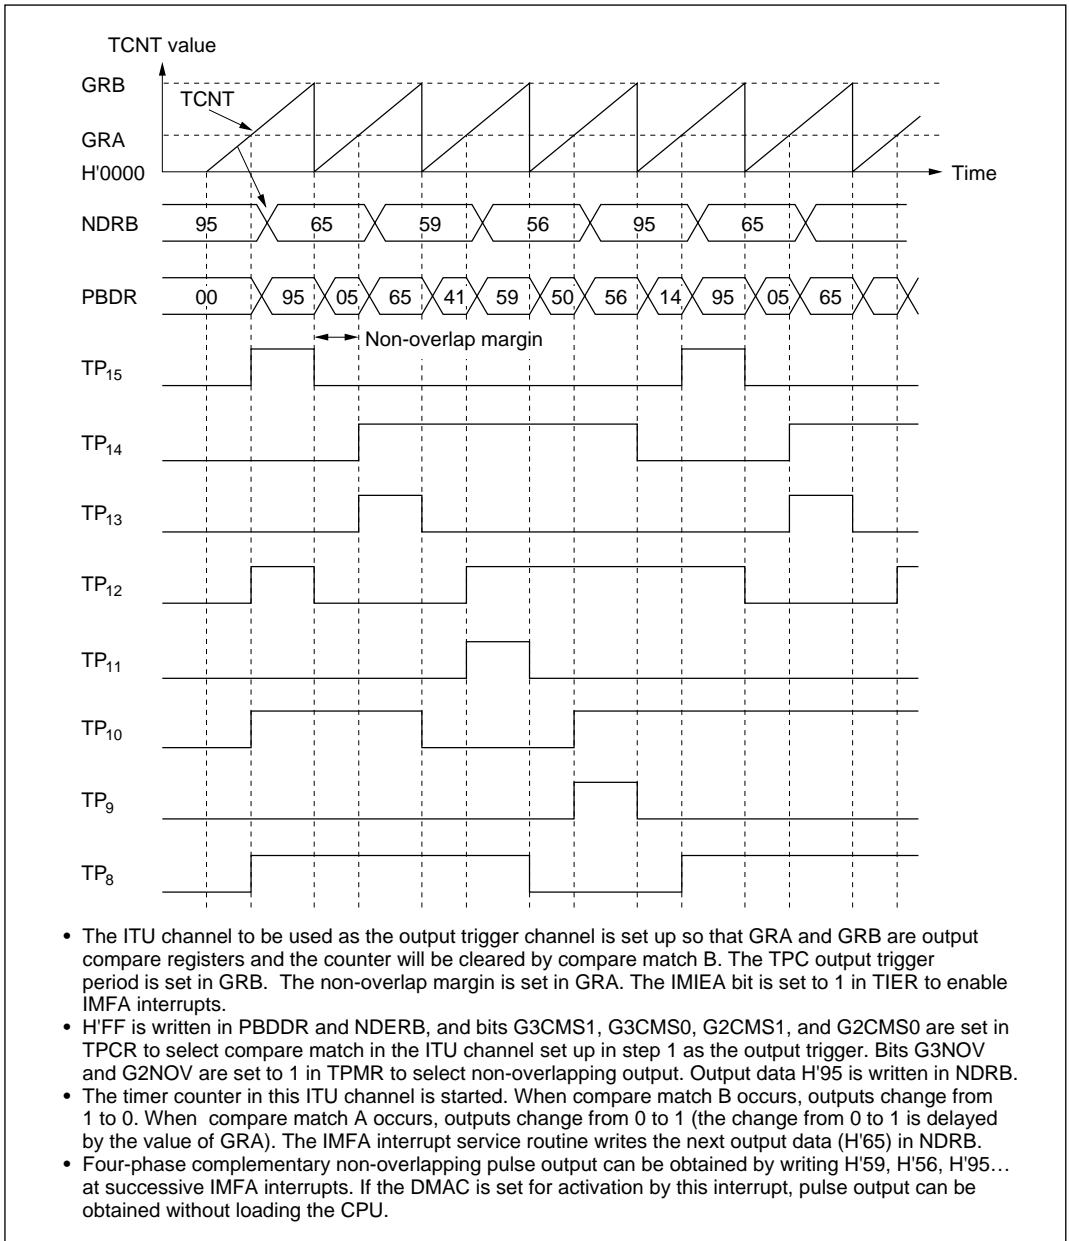 TCNT value
GRB
TCNT
GRA
H'0000
Time
NDRB 95 65 59 56 95 65
PBDR 00 95 05 65 41 59 50 56 14 95 05 65
Non-overlap margin
TP15
TP14
TP13
TP12
TP11
TP10
TP9
TP8
• The ITU channel to be used as the output trigger channel is set up so that GRA and GRB are output
compare registers and the counter will be cleared by compare match B. The TPC output trigger
period is set in GRB.  The non-overlap margin is set in GRA. The IMIEA bit is set to 1 in TIER to enable
IMFA interrupts.
• H'FF is written in PBDDR and NDERB, and bits G3CMS1, G3CMS0, G2CMS1, and G2CMS0 are set in
TPCR to select compare match in the ITU channel set up in step 1 as the output trigger. Bits G3NOV
and G2NOV are set to 1 in TPMR to select non-overlapping output. Output data H'95 is written in NDRB.
• The timer counter in this ITU channel is started. When compare match B occurs, outputs change from
1 to 0. When  compare match A occurs, outputs change from 0 to 1 (the change from 0 to 1 is delayed
by the value of GRA). The IMFA interrupt service routine writes the next output data (H'65) in NDRB.
• Four-phase complementary non-overlapping pulse output can be obtained by writing H'59, H'56, H'95…
at successive IMFA interrupts. If the DMAC is set for activation by this interrupt, pulse output can be
obtained without loading the CPU.